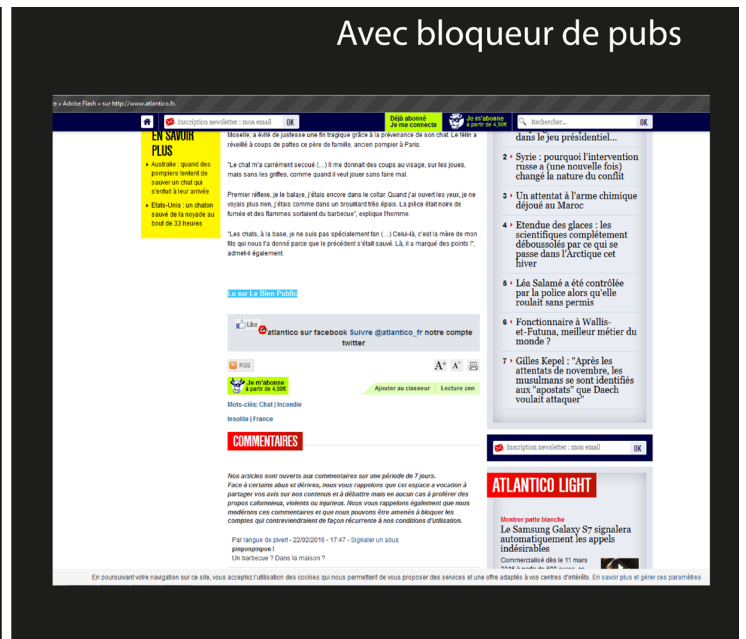 Avec bloqueur de pubs
te » Adobe Flash » sur http://www.atlantico.fr.
Inscription newsletter : mon email OK
Déjà abonné
Je me connecte
Je m'abonne
à partir de 4,90€
Rechercher... OK
EN SAVOIR
PLUS
Australie : quand des
pompiers tentent de
sauver un chat qui
s'enfuit à leur arrivée
Etats-Unis : un chaton
sauvé de la noyade au
bout de 33 heures
Moselle, a évité de justesse une fin tragique grâce à la prévenance de son chat. Le félin a
réveillé à coups de pattes ce père de famille, ancien pompier à Paris.
"Le chat m'a carrément secoué (…) Il me donnait des coups au visage, sur les joues,
mais sans les griffes, comme quand il veut jouer sans faire mal.
Premier réflexe, je le balaye, j'étais encore dans le coltar. Quand j'ai ouvert les yeux, je ne
voyais plus rien, j'étais comme dans un brouillard très épais. La pièce était noire de
fumée et des flammes sortaient du barbecue", explique l'homme.
"Les chats, à la base, je ne suis pas spécialement fan (…) Celui-là, c'est la mère de mon
fils qui nous l'a donné parce que le précédent s'était sauvé. Là, il a marqué des points !",
admet-il également.
Lu sur Le Bien Public
Like
atlantico sur facebook Suivre @atlantico_fr notre compte
twitter
RSS
A+ A-
Je m'abonne
à partir de 4,90€
Ajouter au classeur Lecture zen
Mots-clés: Chat | Incendie
Insolite | France
COMMENTAIRES
Nos articles sont ouverts aux commentaires sur une période de 7 jours.
Face à certains abus et dérives, nous vous rappelons que cet espace a vocation à
partager vos avis sur nos contenus et à débattre mais en aucun cas à proférer des
propos calomnieux, violents ou injurieux. Nous vous rappelons également que nous
modérons ces commentaires et que nous pouvons être amenés à bloquer les
comptes qui contreviendraient de façon récurrente à nos conditions d'utilisation.
Par langue de pivert - 22/02/2016 - 17:47 - Signaler un abus
pinponpinpon !
Un barbecue ? Dans la maison ?
dans le jeu présidentiel...
2 Syrie : pourquoi l'intervention
russe a (une nouvelle fois)
changé la nature du conflit
3 Un attentat à l'arme chimique
déjoué au Maroc
4 Etendue des glaces : les
scientifiques complètement
déboussolés par ce qui se
passe dans l'Arctique cet
hiver
5 Léa Salamé a été contrôlée
par la police alors qu'elle
roulait sans permis
6 Fonctionnaire à Wallis-
et-Futuna, meilleur métier du
monde ?
7 Gilles Kepel : "Après les
attentats de novembre, les
musulmans se sont identifiés
aux "apostats" que Daech
voulait attaquer"
Inscription newsletter : mon email OK
ATLANTICO LIGHT
Montrer patte blanche
Le Samsung Galaxy S7 signalera
automatiquement les appels
indésirables
Commercialisé dès le 11 mars
En poursuivant votre navigation sur ce site, vous acceptez l'utilisation des cookies qui nous permettent de vous proposer des services et une offre adaptés à vos centres d'intérêts. En savoir plus et gérer ces paramètres